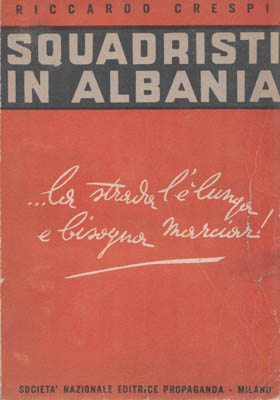 RICCARDO CRESPI
SQUADRISTI
IN ALBANIA
...la strada l'è lunga
e bisogna marciar!
SOCIETA' NAZIONALE EDITRICE PROPAGANDA - MILANO